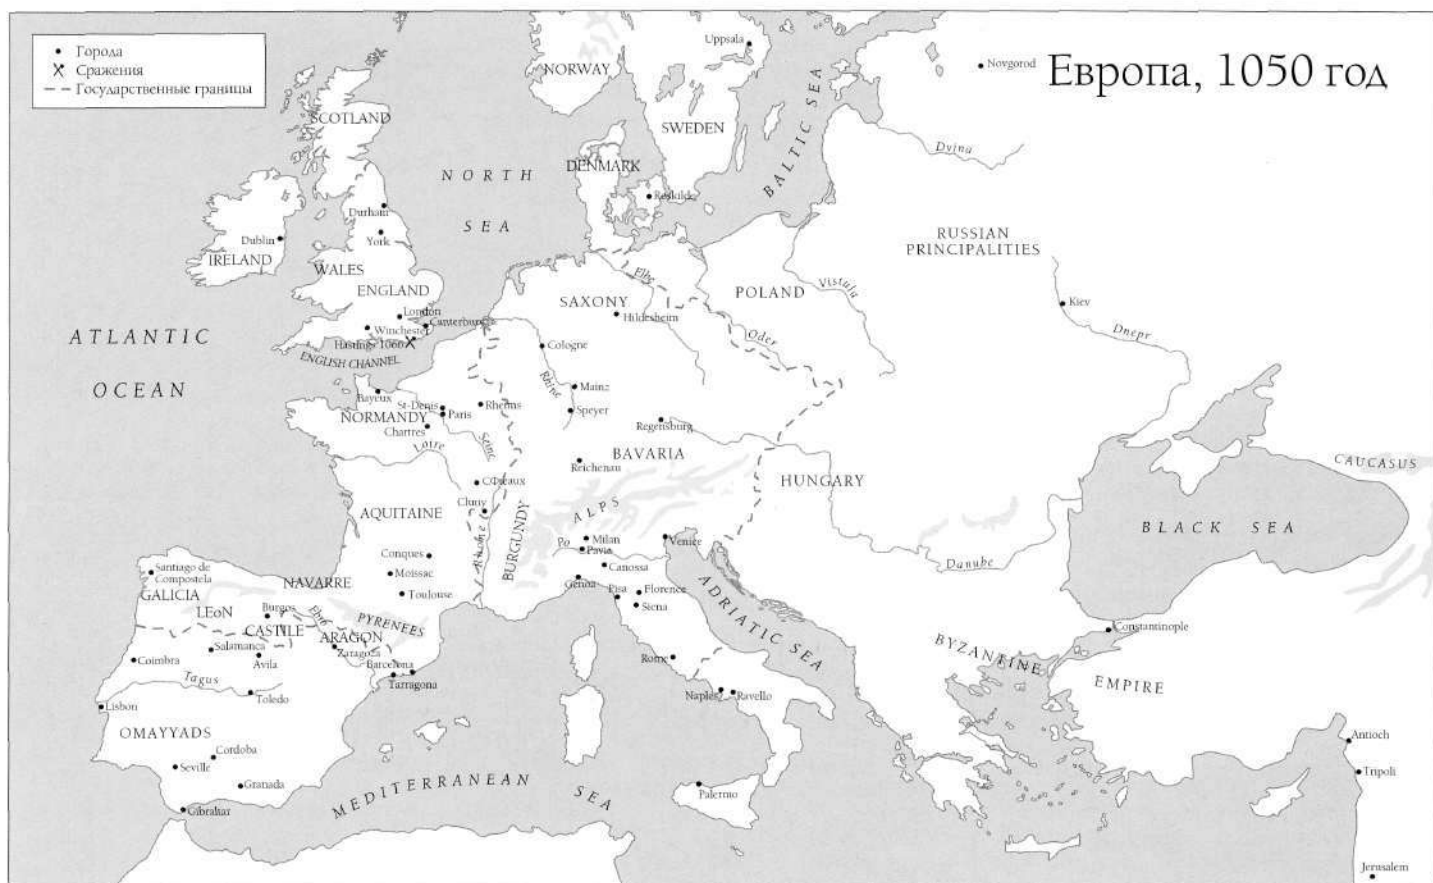 Города
Сражения
Государственные границы
Европа, 1050 год
Uppsala
Novgorod
NORWAY
SCOTLAND
SWEDEN
BALTIC SEA
Dvina
DENMARK
NORTH
SEA
Roskilde
Durham
York
Dublin
IRELAND
WALES
ENGLAND
RUSSIAN
PRINCIPALITIES
Elbe
SAXONY
POLAND
Vistula
Kiev
Dnepr
London
Canterbury
Winchester
Hastings 1066
Hildesheim
Oder
ATLANTIC
OCEAN
ENGLISH CHANNEL
Cologne
Rhine
Mainz
Speyer
Bayeux
St-Denis
Paris
Rheims
NORMANDY
Chartres
Loire
Seine
Regensburg
BAVARIA
Reichenau
HUNGARY
CAUCASUS
Cluny
AQUITAINE
BURGUNDY
ALPS
BLACK SEA
Rhone
Po
Milan
Pavia
Venice
Conques
Canossa
Danube
Santiago de
Compostela
NAVARRE
Moissac
Toulouse
Genoa
Pisa
Florence
Siena
ADRIATIC SEA
GALICIA
LEoN
Burgos
Ebro
PYRENEES
CASTILE
ARAGON
Constantinople
Salamanca
Zaragoza
Coimbra
Avila
Barcelona
Tarragona
Rome
BYZANTINE
EMPIRE
Tagus
Toledo
Naples
Ravello
Lisbon
OMAYYADS
Antioch
Cordoba
Seville
Granada
Tripoli
Gibraltar
MEDITERRANEAN SEA
Palermo
Jerusalem